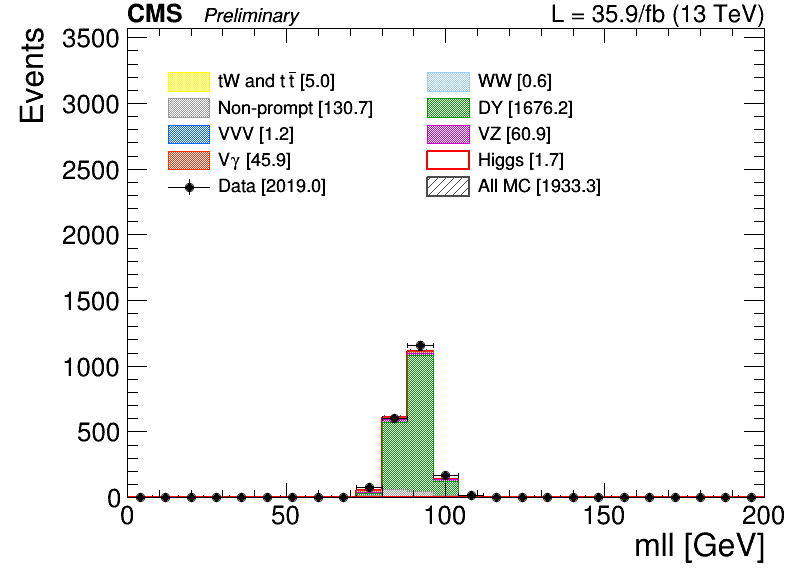 CMS Preliminary L = 35.9/fb (13 TeV)
Events
3500
3000
2500
2000
1500
1000
500
0
tW and t t̅ [5.0] WW [0.6]
Non-prompt [130.7] DY [1676.2]
VVV [1.2] VZ [60.9]
Vγ [45.9] Higgs [1.7]
Data [2019.0] All MC [1933.3]
0 50 100 150 200
mll [GeV]